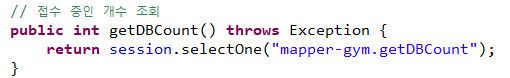 // 접수 중인 개수 조회
public int getDBCount() throws Exception {
    return session.selectOne("mapper-gym.getDBCount");
}